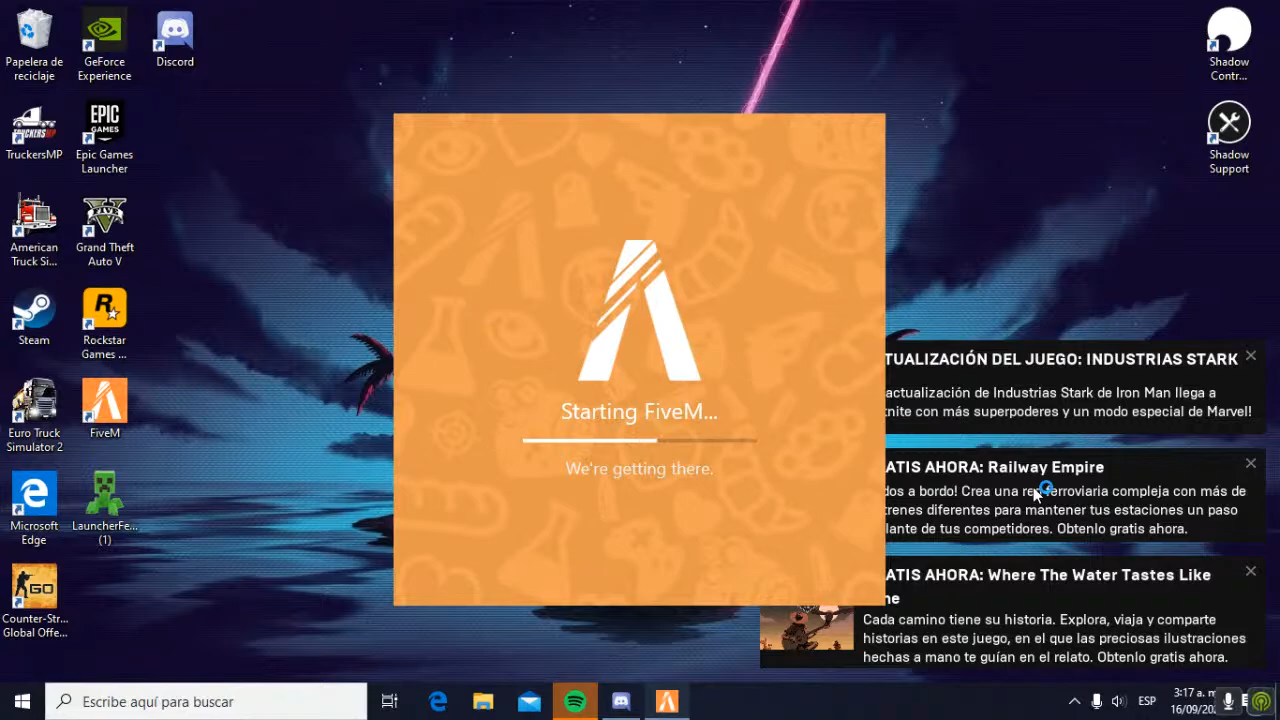 Papelera de
reciclaje
GeForce
Experience
Discord
TruckersMP
EPIC
GAMES
Epic Games
Launcher
American
Truck Si...
Grand Theft
Auto V
Steam
Rockstar
Games ...
Euro Truck
Simulator 2
FiveM
Microsoft
Edge
LauncherFe...
(1)
GO
Counter-Str...
Global Offe...
Shadow
Contr...
Shadow
Support
Starting FiveM...
We're getting there.
TUALIZACIÓN DEL JUEGO: INDUSTRIAS STARK
actualización de Industrias Stark de Iron Man llega a
tnite con más superpoderes y un modo especial de Marvel!
ATIS AHORA: Railway Empire
dos a bordo! Crea una ferroviaria compleja con más de
trenes diferentes para mantener tus estaciones un paso
lante de tus competidores. Obtenlo gratis ahora.
ATIS AHORA: Where The Water Tastes Like
ne
Cada camino tiene su historia. Explora, viaja y comparte
historias en este juego, en el que las preciosas ilustraciones
hechas a mano te guían en el relato. Obtenlo gratis ahora.
Escribe aquí para buscar
ESP
3:17 a. m
16/09/20